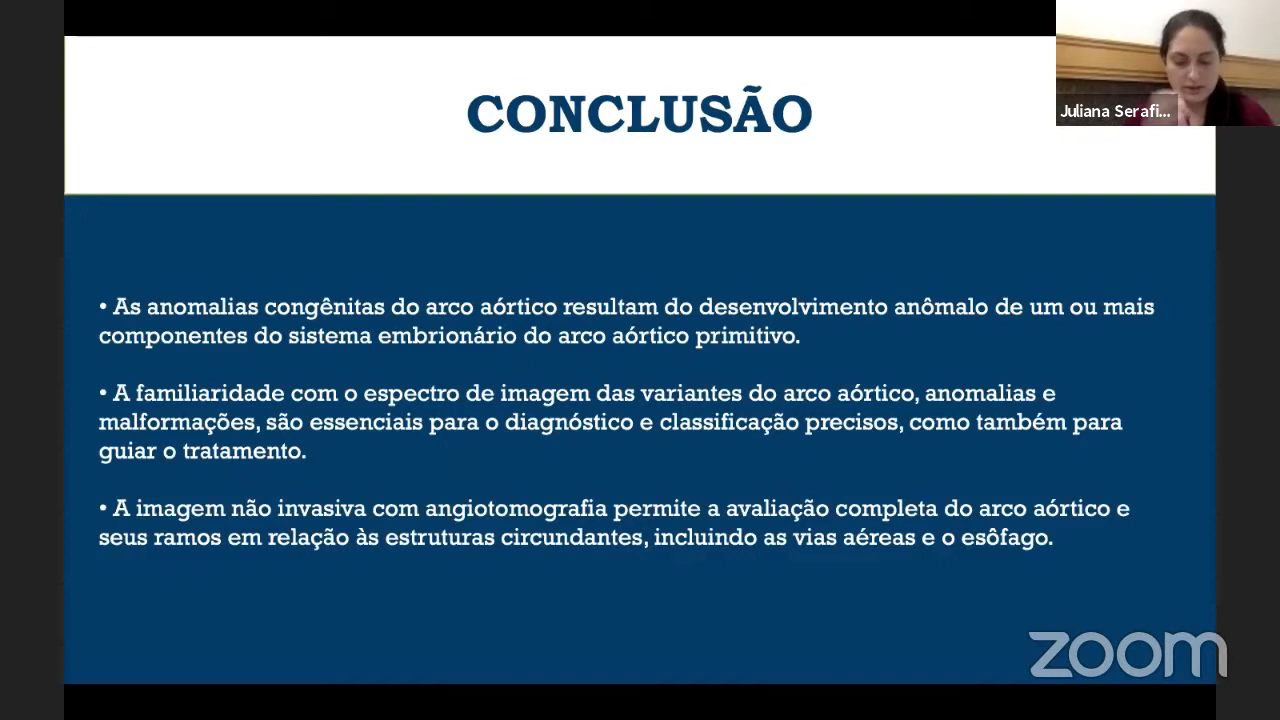 CONCLUSÃO
Juliana Serafi...
• As anomalias congênitas do arco aórtico resultam do desenvolvimento anômalo de um ou mais
componentes do sistema embrionário do arco aórtico primitivo.
• A familiaridade com o espectro de imagem das variantes do arco aórtico, anomalias e
malformações, são essenciais para o diagnóstico e classificação precisos, como também para
guiar o tratamento.
• A imagem não invasiva com angiotomografia permite a avaliação completa do arco aórtico e
seus ramos em relação às estruturas circundantes, incluindo as vias aéreas e o esôfago.
zoom